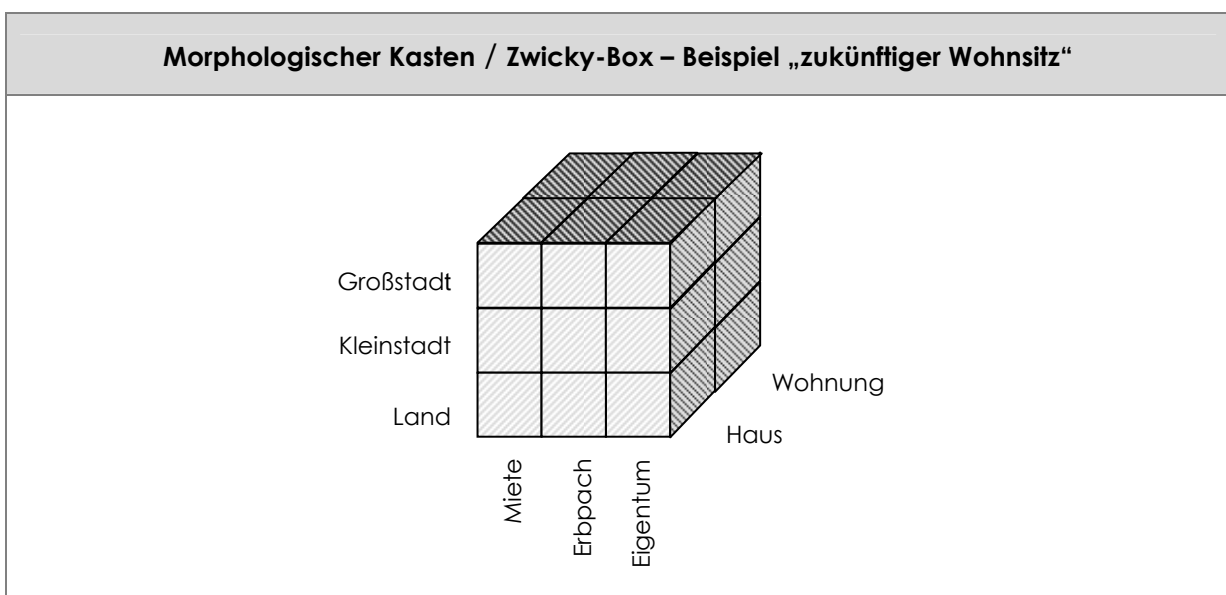 Morphologischer Kasten / Zwicky-Box – Beispiel „zukünftiger Wohnsitz“
Großstadt
Kleinstadt
Land
Wohnung
Haus
Miete
Erbpach
Eigentum